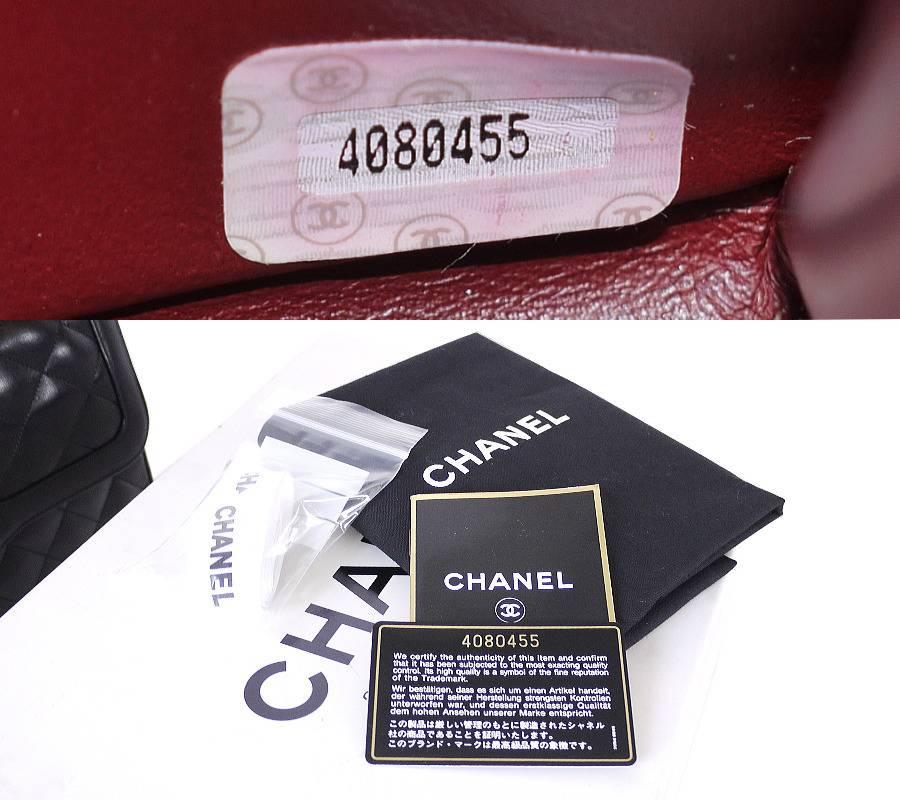 4080455
CHANEL
HA CHANEL
CHA
CHANEL
4080455
We certify the authenticity of this item and confirm
that it has been subjected to the most exacting quality
control. Its high quality is a symbol of the fine reputation
of the Trademark.
Wir bestätigen, dass es sich um einen Artikel handelt,
der während seiner Herstellung strengsten Kontrollen
unterworfen war, und dessen erstklassige Qualität
dem hohen Ansehen unserer Marke entspricht.
この製品は厳しい管理のもとに製造されたシャネル
社の商品であることを証明いたします。
このブランド・マークは最高級品質の象徴です。